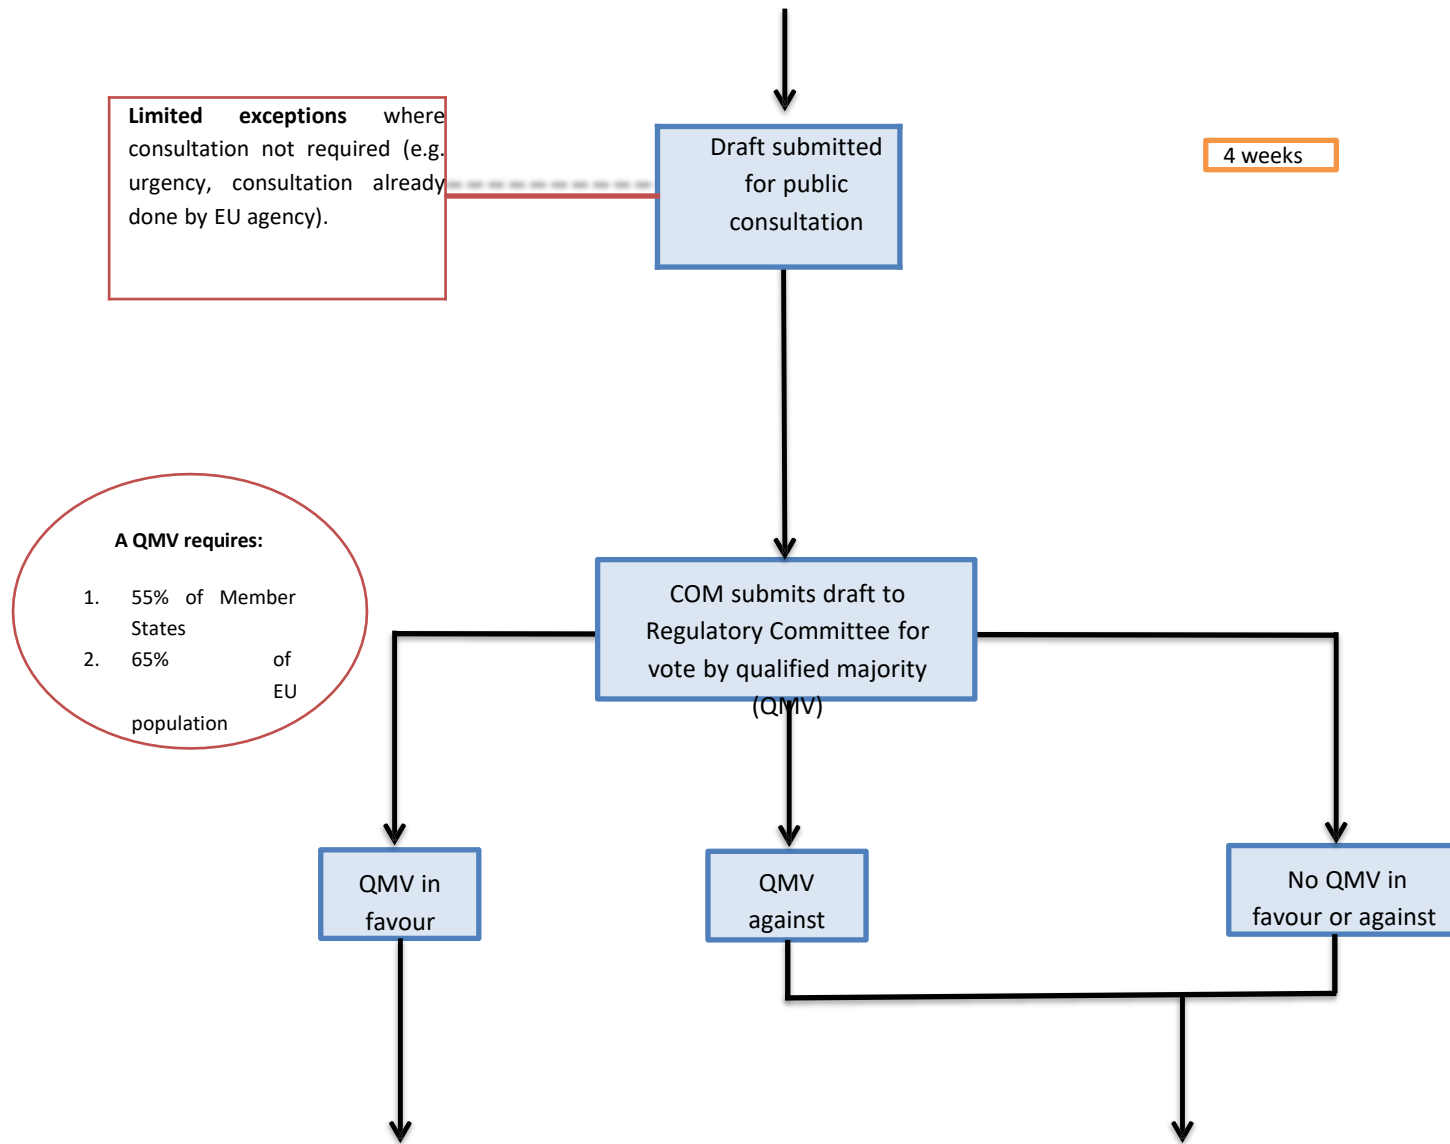 Limited exceptions where
consultation not required (e.g.
urgency, consultation already
done by EU agency).
Draft submitted
for public
consultation
4 weeks
A QMV requires:
1. 55% of Member
States
2. 65% of
EU
population
COM submits draft to
Regulatory Committee for
vote by qualified majority
(QMV)
QMV in
favour
QMV
against
No QMV in
favour or against